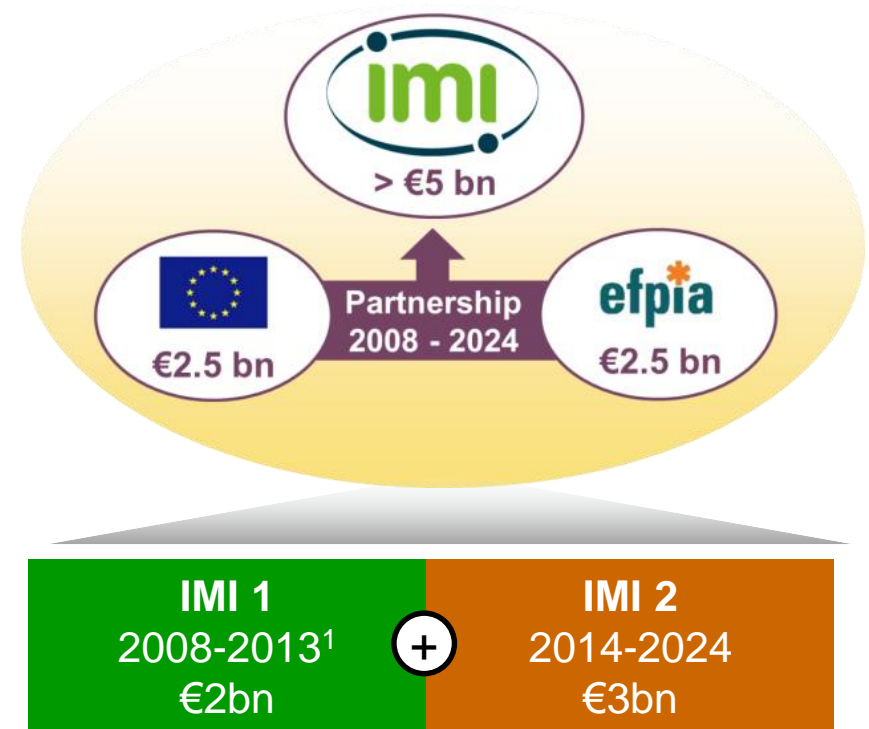 imi
> €5 bn
efpia
€2.5 bn
Partnership
2008 - 2024
€2.5 bn
IMI 1
2008-2013¹
€2bn
+
IMI 2
2014-2024
€3bn